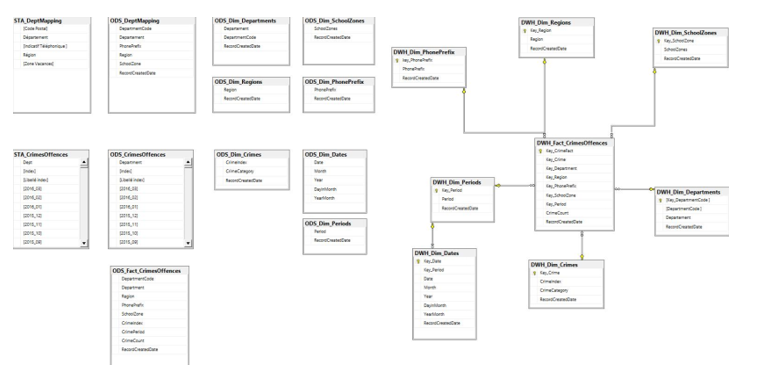 STA_DeptMapping
[Code Postal]
Département
[Indicatif Téléphonique]
Région
[Zone Vacances]
ODS_DeptMapping
DepartmentCode
Department
PhonePrefix
Region
SchoolZone
RecordCreatedDate
ODS_Dim_Departments
Departement
DepartmentCode
RecordCreatedDate
ODS_Dim_SchoolZones
SchoolZones
RecordCreatedDate
ODS_Dim_Regions
Region
RecordCreatedDate
ODS_Dim_PhonePrefix
PhonePrefix
RecordCreatedDate
STA_CrimesOffences
Dept
[Index]
[Libellé Index]
[2016_03]
[2016_02]
[2016_01]
[2015_12]
[2015_11]
[2015_10]
[2015_09]
ODS_CrimesOffences
Department
[Index]
[Libellé Index]
[2016_03]
[2016_02]
[2016_01]
[2015_12]
[2015_11]
[2015_10]
[2015_09]
ODS_Dim_Crimes
CrimeIndex
CrimeCategory
RecordCreatedDate
ODS_Dim_Dates
Date
Month
Year
DayInMonth
YearMonth
ODS_Dim_Periods
Period
RecordCreatedDate
ODS_Fact_CrimesOffences
DepartmentCode
Department
Region
PhonePrefix
SchoolZone
CrimeIndex
CrimePeriod
CrimeCount
RecordCreatedDate
DWH_Dim_PhonePrefix
Key_PhonePrefix
PhonePrefix
RecordCreatedDate
DWH_Dim_Regions
Key_Region
Region
RecordCreatedDate
DWH_Dim_SchoolZones
Key_SchoolZone
SchoolZones
RecordCreatedDate
DWH_Fact_CrimesOffences
Key_CrimeFact
Key_Crime
Key_Department
Key_Region
Key_PhonePrefix
Key_SchoolZone
Key_Period
CrimeCount
RecordCreatedDate
DWH_Dim_Periods
Key_Period
Period
RecordCreatedDate
DWH_Dim_Departments
[Key_DepartmentCode]
[DepartmentCode]
Departement
RecordCreatedDate
DWH_Dim_Dates
Key_Date
Key_Period
Date
Month
Year
DayInMonth
YearMonth
RecordCreatedDate
DWH_Dim_Crimes
Key_Crime
CrimeIndex
CrimeCategory
RecordCreatedDate